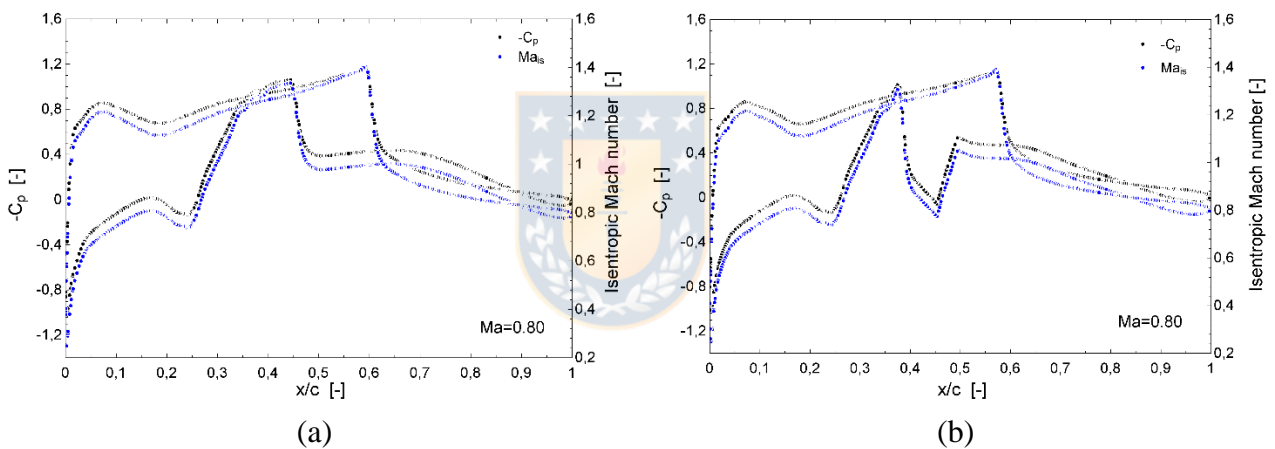 1,6
1,2
0,8
0,4
0
-0,4
-0,8
-1,2
-Cp [-]
1,6
1,4
1,2
1
0,8
0,6
0,4
0,2
Isentropic Mach number [-]
-Cp
Mais
Ma=0.80
0 0,1 0,2 0,3 0,4 0,5 0,6 0,7 0,8 0,9 1
x/c [-]
(a)
1,6
1,2
0,8
0,4
0
-0,4
-0,8
-1,2
-Cp [-]
1,6
1,4
1,2
1
0,8
0,6
0,4
0,2
Isentropic Mach number [-]
-Cp
Mais
Ma=0.80
0 0,1 0,2 0,3 0,4 0,5 0,6 0,7 0,8 0,9 1
x/c [-]
(b)